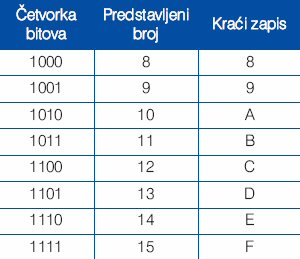 Četvorka bitova Predstavljeni broj Kraći zapis
1000 8 8
1001 9 9
1010 10 A
1011 11 B
1100 12 C
1101 13 D
1110 14 E
1111 15 F